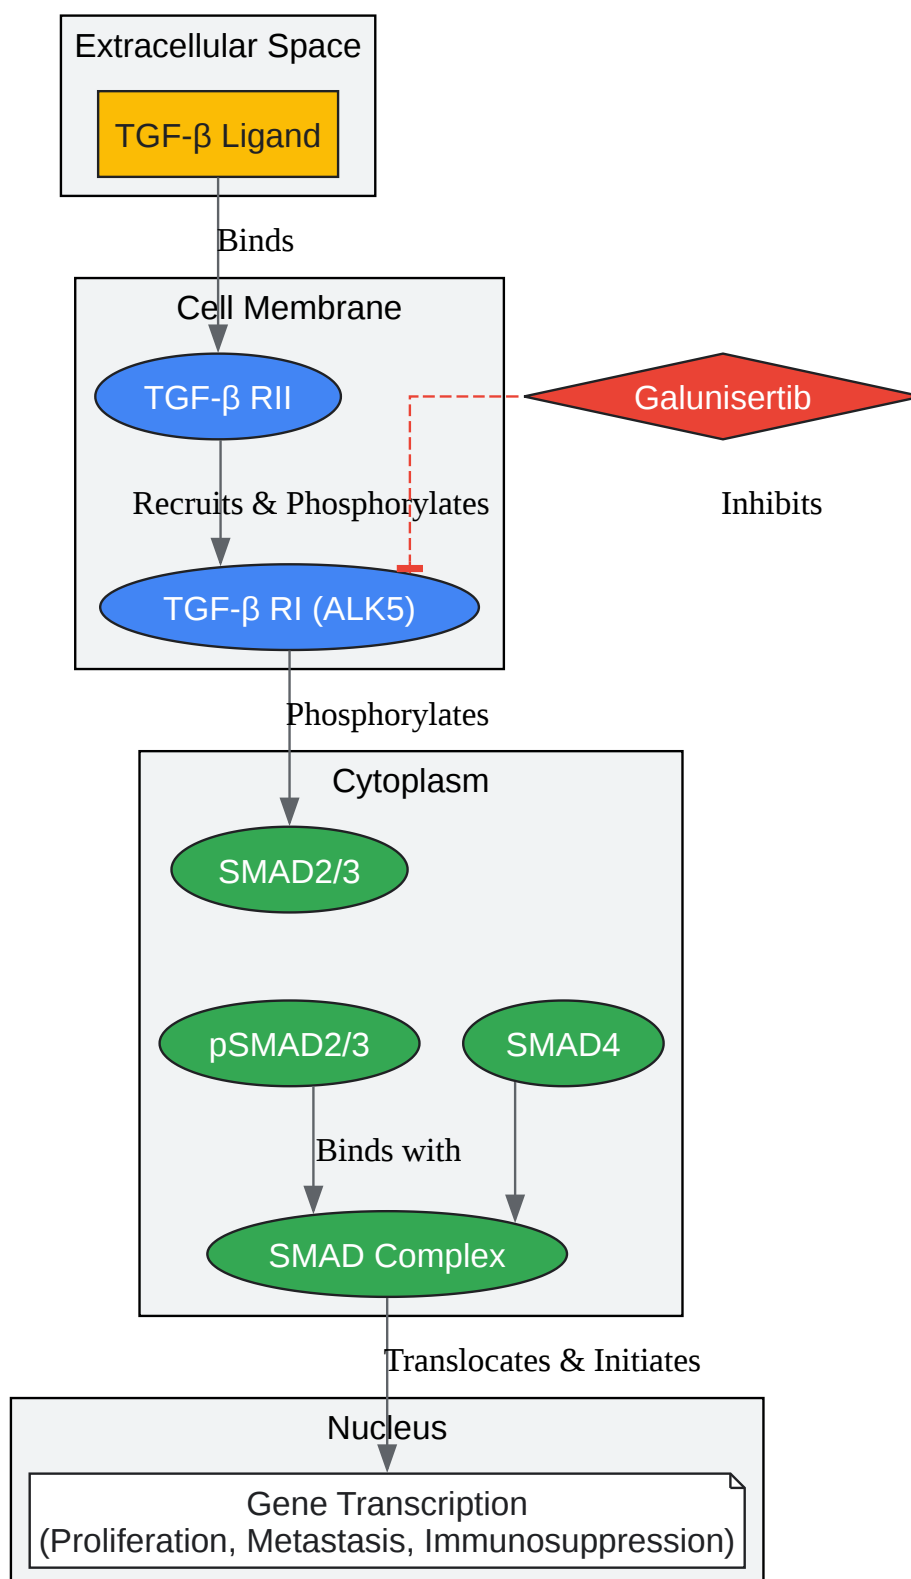 Extracellular Space
TGF-β Ligand
Binds
Cell Membrane
TGF-β RII
Galunisertib
Recruits & Phosphorylates
Inhibits
TGF-β RI (ALK5)
Phosphorylates
Cytoplasm
SMAD2/3
pSMAD2/3
SMAD4
Binds with
SMAD Complex
Translocates & Initiates
Nucleus
Gene Transcription
(Proliferation, Metastasis, Immunosuppression)